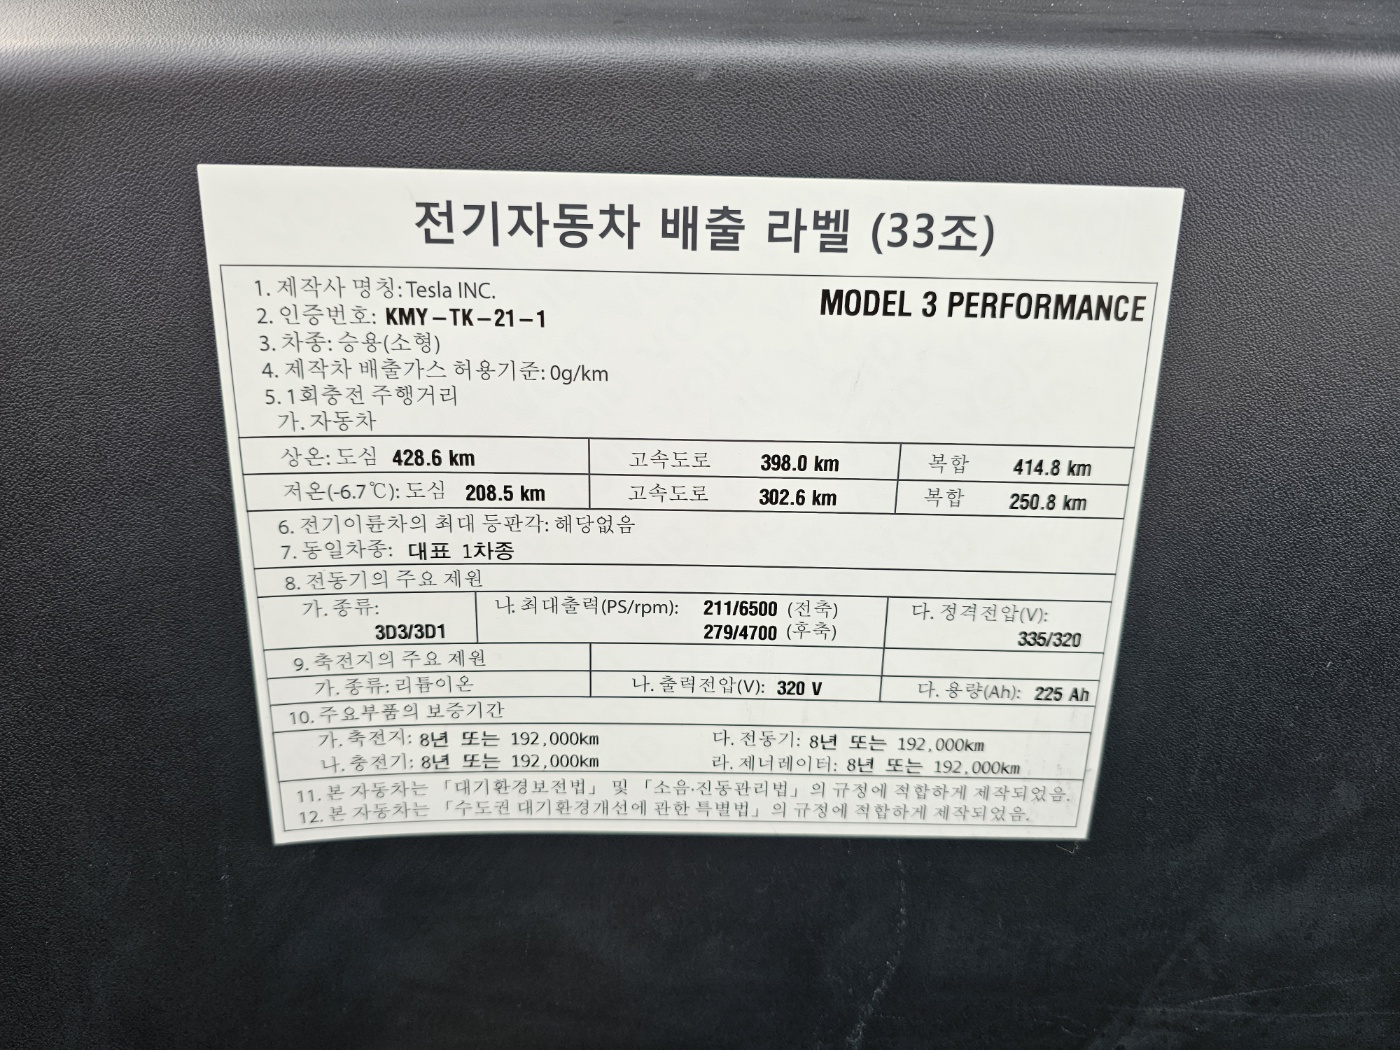 전기자동차 배출 라벨 (33조)
1. 제작사 명칭: Tesla INC.
MODEL 3 PERFORMANCE
2. 인증번호: KMY-TK-21-1
3. 차종: 승용(소형)
4. 제작차 배출가스 허용기준: 0g/km
5. 1회충전 주행거리
가. 자동차
상온: 도심 428.6 km 고속도로 398.0 km 복합 414.8 km
저온(-6.7℃): 도심 208.5 km 고속도로 302.6 km 복합 250.8 km
6. 전기이륜차의 최대 등판각: 해당없음
7. 동일차종: 대표 1차종
8. 전동기의 주요 제원
가. 종류: 나. 최대출력(PS/rpm): 211/6500 (전축) 다. 정격전압(V):
3D3/3D1 279/4700 (후축) 335/320
9. 축전지의 주요 제원
가. 종류: 리튬이온 나. 출력전압(V): 320 V 다. 용량(Ah): 225 Ah
10. 주요부품의 보증기간
가. 축전지: 8년 또는 192,000km 다. 전동기: 8년 또는 192,000km
나. 충전기: 8년 또는 192,000km 라. 제너레이터: 8년 또는 192,000km
11. 본 자동차는 「대기환경보전법」 및 「소음·진동관리법」의 규정에 적합하게 제작되었음.
12. 본 자동차는 「수도권 대기환경개선에 관한 특별법」의 규정에 적합하게 제작되었음.